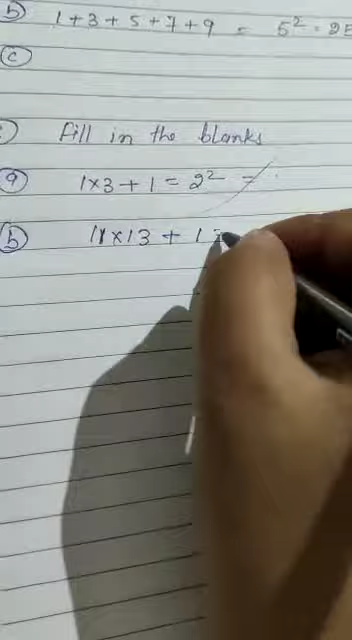 b 1 + 3 + 5 + 7 + 9 = 5² = 25
c
Fill in the blanks
a 1×3 + 1 = 2² =
b 11×13 + 1 =